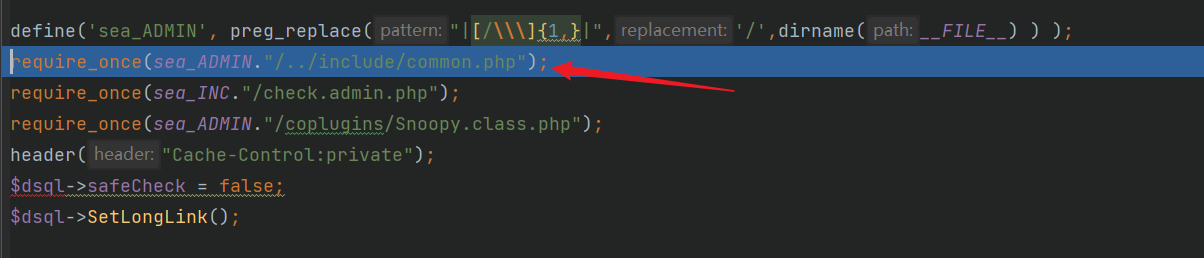 define('sea_ADMIN', preg_replace( pattern: "|[/\\\]{1,}|", replacement: '/',dirname( path: __FILE__) ) );
require_once(sea_ADMIN."/../include/common.php");
require_once(sea_INC."/check.admin.php");
require_once(sea_ADMIN."/coplugins/Snoopy.class.php");
header( header: "Cache-Control:private");
$dsql->safeCheck = false;
$dsql->SetLongLink();